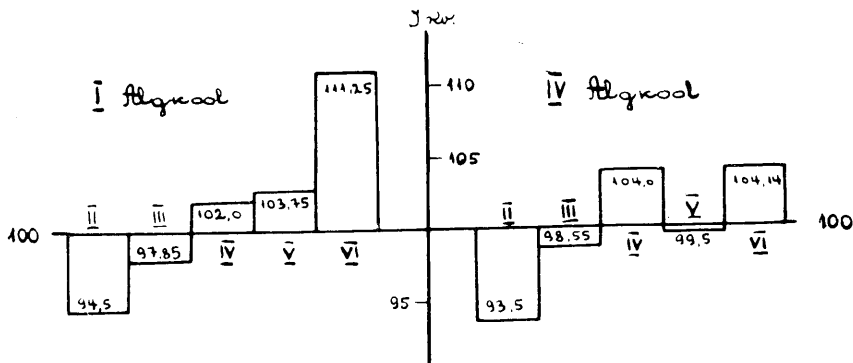 I kv.
I Algkool
IV Algkool
111,25
110
105
104,0
104,14
II
III
102,0
103,75
II
III
V
100
97,85
IV
V
VI
98,55
IV
99,5
VI
100
94,5
95
93,5